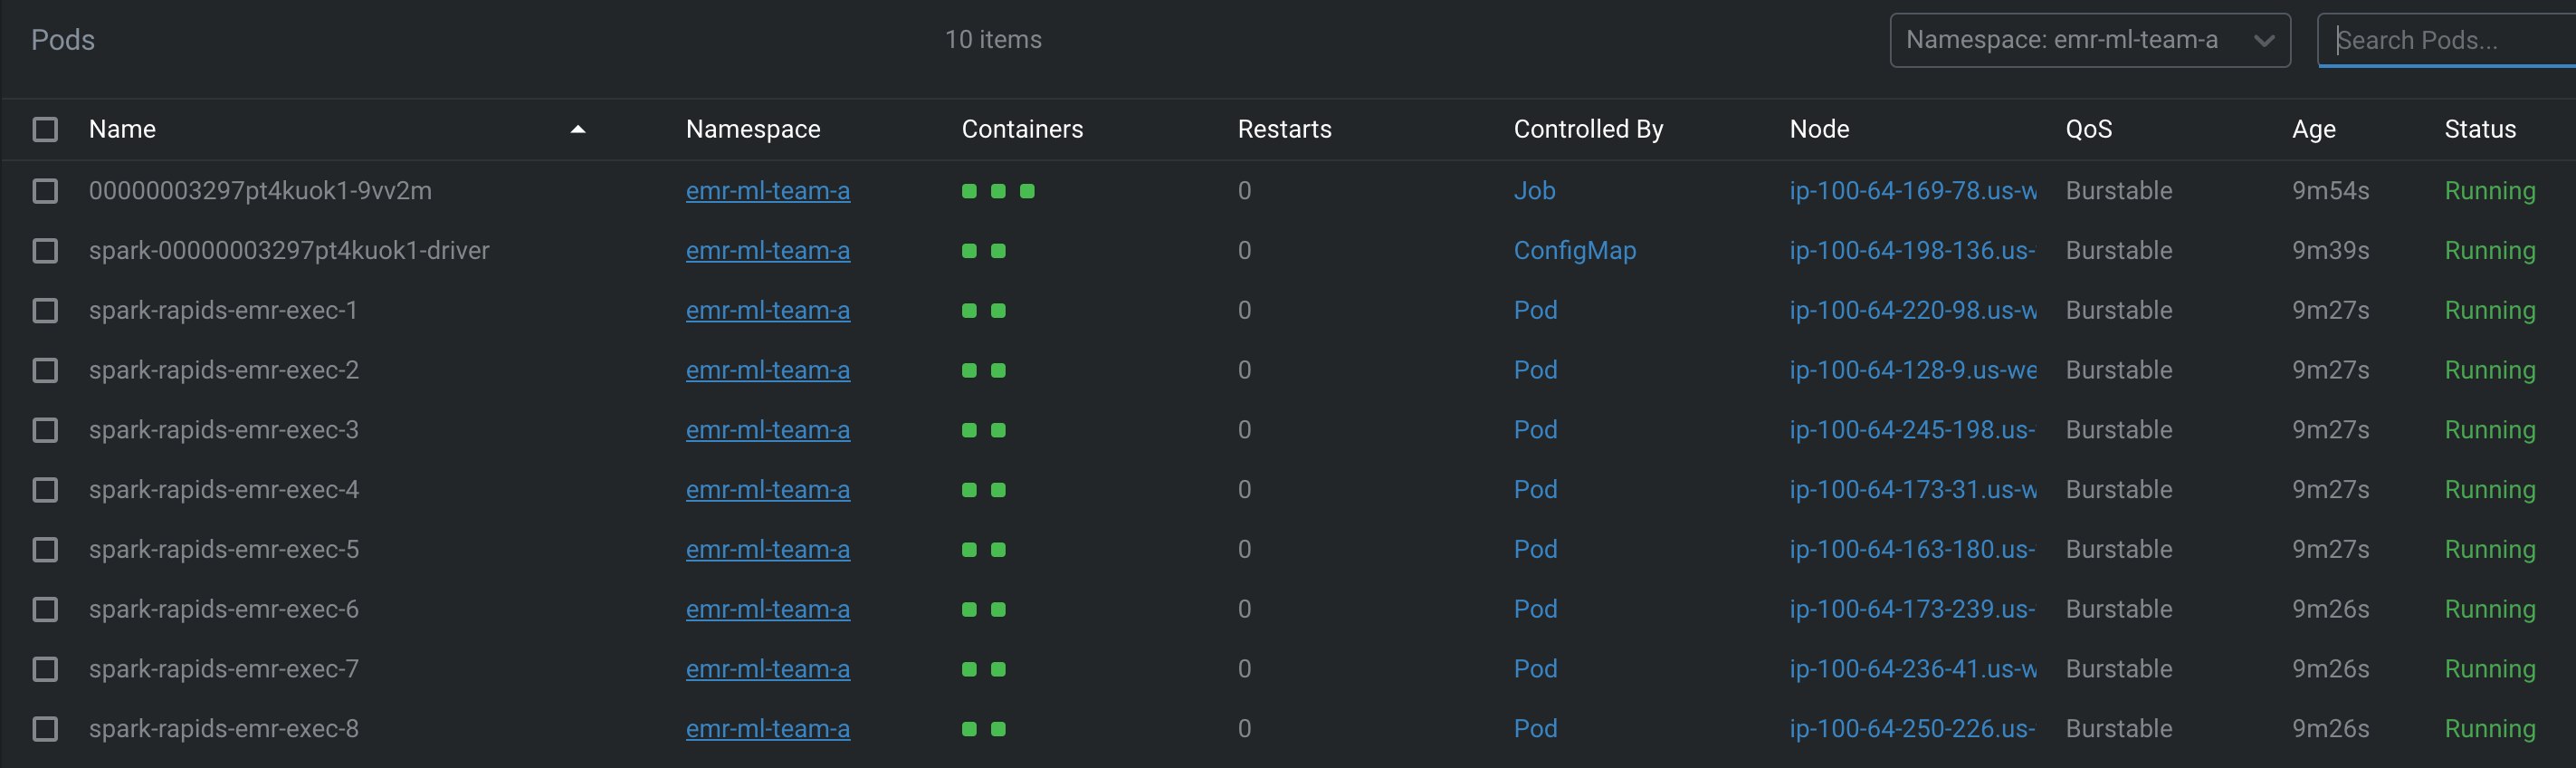 Pods 10 items Namespace: emr-ml-team-a Search Pods...
Name Namespace Containers Restarts Controlled By Node QoS Age Status
00000003297pt4kuok1-9vv2m emr-ml-team-a 0 Job ip-100-64-169-78.us-w Burstable 9m54s Running
spark-00000003297pt4kuok1-driver emr-ml-team-a 0 ConfigMap ip-100-64-198-136.us- Burstable 9m39s Running
spark-rapids-emr-exec-1 emr-ml-team-a 0 Pod ip-100-64-220-98.us-w Burstable 9m27s Running
spark-rapids-emr-exec-2 emr-ml-team-a 0 Pod ip-100-64-128-9.us-we Burstable 9m27s Running
spark-rapids-emr-exec-3 emr-ml-team-a 0 Pod ip-100-64-245-198.us- Burstable 9m27s Running
spark-rapids-emr-exec-4 emr-ml-team-a 0 Pod ip-100-64-173-31.us-w Burstable 9m27s Running
spark-rapids-emr-exec-5 emr-ml-team-a 0 Pod ip-100-64-163-180.us- Burstable 9m27s Running
spark-rapids-emr-exec-6 emr-ml-team-a 0 Pod ip-100-64-173-239.us- Burstable 9m26s Running
spark-rapids-emr-exec-7 emr-ml-team-a 0 Pod ip-100-64-236-41.us-w Burstable 9m26s Running
spark-rapids-emr-exec-8 emr-ml-team-a 0 Pod ip-100-64-250-226.us- Burstable 9m26s Running